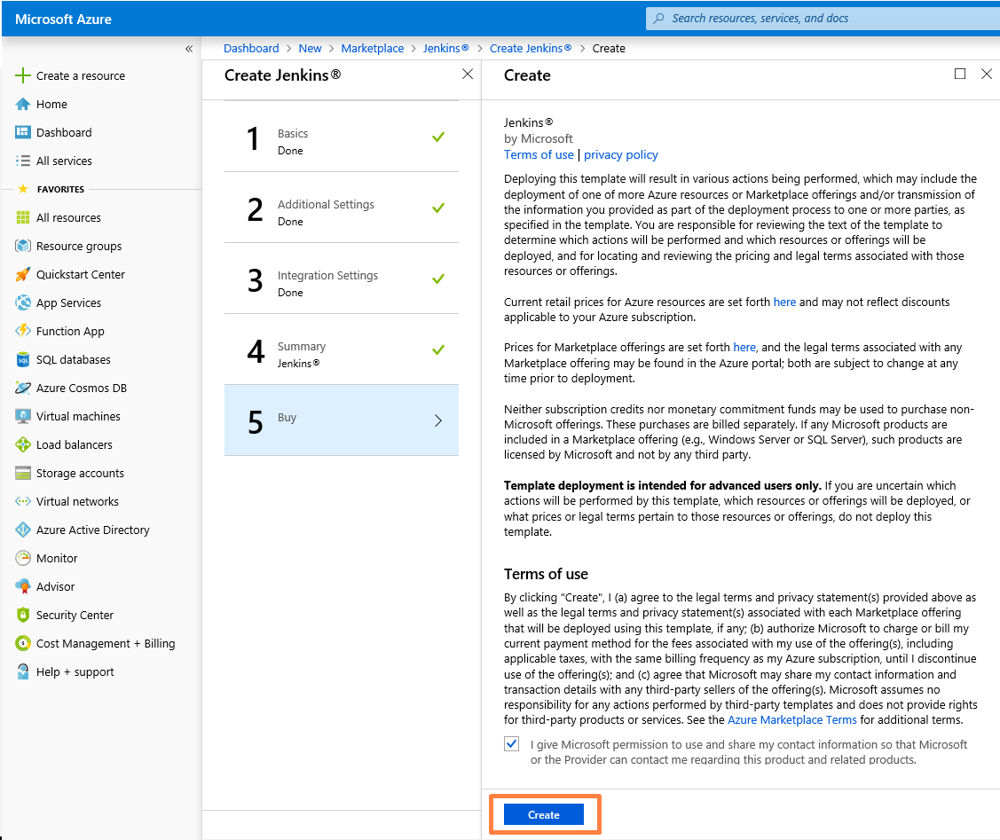 Microsoft Azure
Search resources, services, and docs
«
Create a resource
Home
Dashboard
All services
FAVORITES
All resources
Resource groups
Quickstart Center
App Services
Function App
SQL databases
Azure Cosmos DB
Virtual machines
Load balancers
Storage accounts
Virtual networks
Azure Active Directory
Monitor
Advisor
Security Center
Cost Management + Billing
Help + support
Dashboard > New > Marketplace > Jenkins® > Create Jenkins® > Create
Create Jenkins®
1
Basics
Done
2
Additional Settings
Done
3
Integration Settings
Done
4
Summary
Jenkins®
5
Buy
Create
Jenkins®
by Microsoft
Terms of use | privacy policy
Deploying this template will result in various actions being performed, which may include the
deployment of one of more Azure resources or Marketplace offerings and/or transmission of
the information you provided as part of the deployment process to one or more parties, as
specified in the template. You are responsible for reviewing the text of the template to
determine which actions will be performed and which resources or offerings will be
deployed, and for locating and reviewing the pricing and legal terms associated with those
resources or offerings.
Current retail prices for Azure resources are set forth here and may not reflect discounts
applicable to your Azure subscription.
Prices for Marketplace offerings are set forth here, and the legal terms associated with any
Marketplace offering may be found in the Azure portal; both are subject to change at any
time prior to deployment.
Neither subscription credits nor monetary commitment funds may be used to purchase non-
Microsoft offerings. These purchases are billed separately. If any Microsoft products are
included in a Marketplace offering (e.g., Windows Server or SQL Server), such products are
licensed by Microsoft and not by any third party.
Template deployment is intended for advanced users only. If you are uncertain which
actions will be performed by this template, which resources or offerings will be deployed, or
what prices or legal terms pertain to those resources or offerings, do not deploy this
template.
Terms of use
By clicking "Create", I (a) agree to the legal terms and privacy statement(s) provided above as
well as the legal terms and privacy statement(s) associated with each Marketplace offering
that will be deployed using this template, if any; (b) authorize Microsoft to charge or bill my
current payment method for the fees associated with my use of the offering(s), including
applicable taxes, with the same billing frequency as my Azure subscription, until I discontinue
use of the offering(s); and (c) agree that Microsoft may share my contact information and
transaction details with any third-party sellers of the offering(s). Microsoft assumes no
responsibility for any actions performed by third-party templates and does not provide rights
for third-party products or services. See the Azure Marketplace Terms for additional terms.
I give Microsoft permission to use and share my contact information so that Microsoft
or the Provider can contact me regarding this product and related products.
Create